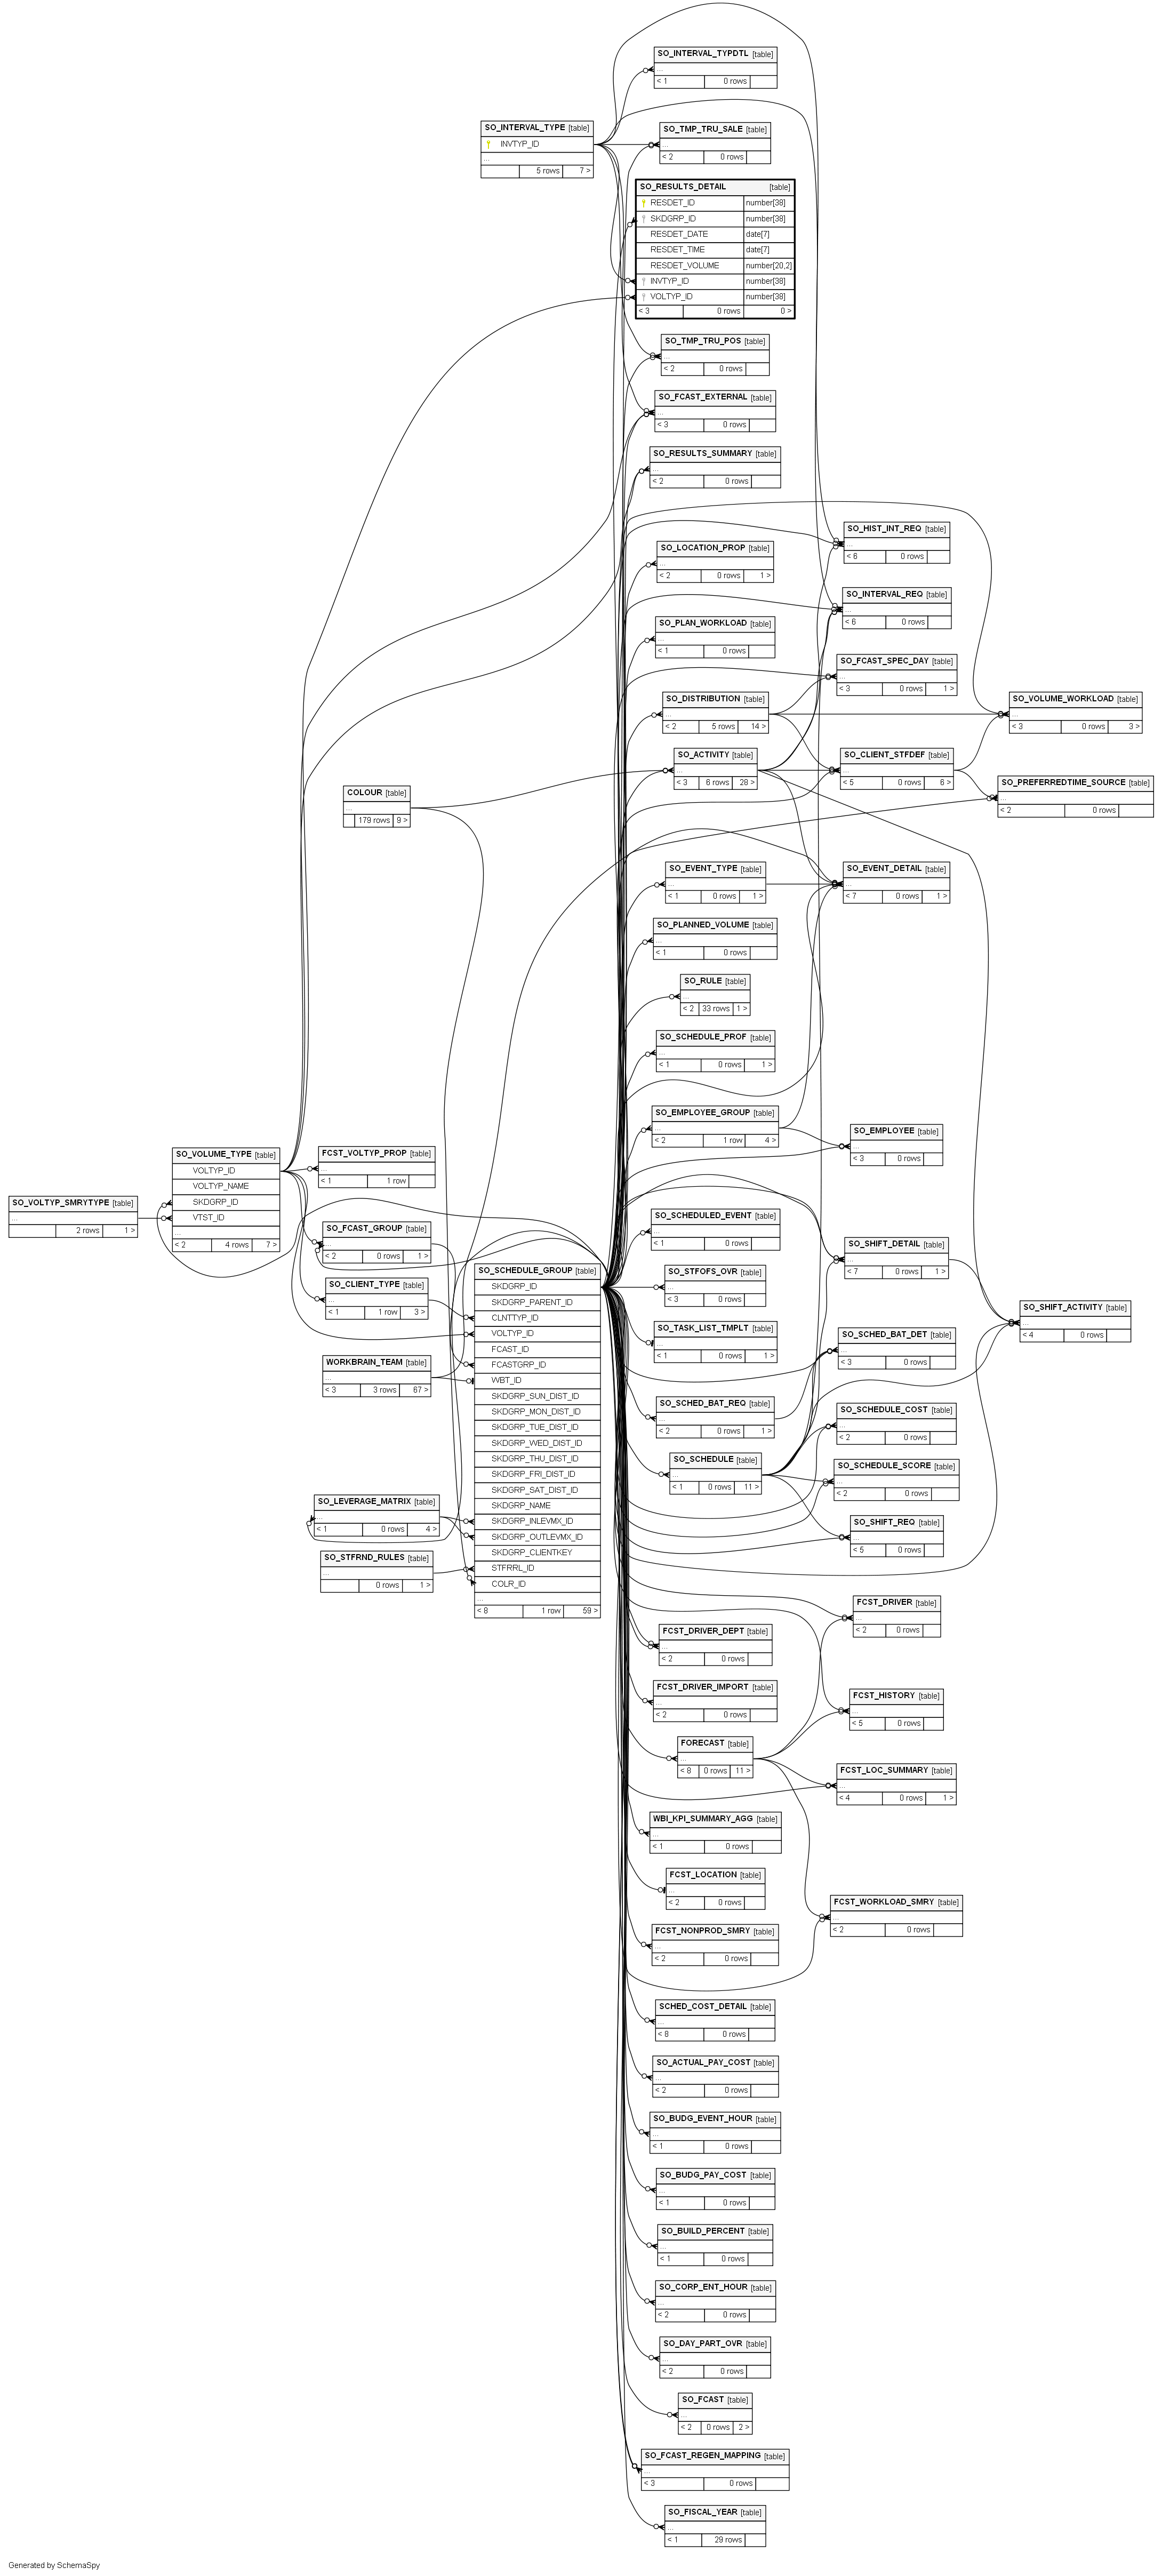 SO_INTERVAL_TYPDTL [table]
...
< 1 0 rows
SO_INTERVAL_TYPE [table]
INVTYP_ID
...
5 rows 7 >
SO_TMP_TRU_SALE [table]
...
< 2 0 rows
SO_RESULTS_DETAIL [table]
RESDET_ID number[38]
SKDGRP_ID number[38]
RESDET_DATE date[7]
RESDET_TIME date[7]
RESDET_VOLUME number[20,2]
INVTYP_ID number[38]
VOLTYP_ID number[38]
< 3 0 rows 0 >
SO_TMP_TRU_POS [table]
...
< 2 0 rows
SO_FCAST_EXTERNAL [table]
...
< 3 0 rows
SO_RESULTS_SUMMARY [table]
...
< 2 0 rows
SO_HIST_INT_REQ [table]
...
< 6 0 rows
SO_LOCATION_PROP [table]
...
< 2 0 rows 1 >
SO_INTERVAL_REQ [table]
...
< 6 0 rows
SO_PLAN_WORKLOAD [table]
...
< 1 0 rows
SO_FCAST_SPEC_DAY [table]
...
< 3 0 rows 1 >
SO_DISTRIBUTION [table]
...
< 2 5 rows 14 >
SO_VOLUME_WORKLOAD [table]
...
< 3 0 rows 3 >
SO_ACTIVITY [table]
...
< 3 6 rows 28 >
SO_CLIENT_STFDEF [table]
...
< 5 0 rows 6 >
SO_PREFERREDTIME_SOURCE [table]
...
< 2 0 rows
COLOUR [table]
...
179 rows 9 >
SO_EVENT_TYPE [table]
...
< 1 0 rows 1 >
SO_EVENT_DETAIL [table]
...
< 7 0 rows 1 >
SO_PLANNED_VOLUME [table]
...
< 1 0 rows
SO_RULE [table]
...
< 2 33 rows 1 >
SO_SCHEDULE_PROF [table]
...
< 1 0 rows 1 >
SO_EMPLOYEE_GROUP [table]
...
< 2 1 row 4 >
SO_EMPLOYEE [table]
...
< 3 0 rows
SO_VOLUME_TYPE [table]
VOLTYP_ID
VOLTYP_NAME
SKDGRP_ID
VTST_ID
...
< 2 4 rows 7 >
FCST_VOLTYP_PROP [table]
...
< 1 1 row
SO_VOLTYP_SMRYTYPE [table]
...
2 rows 1 >
SO_FCAST_GROUP [table]
...
< 2 0 rows 1 >
SO_CLIENT_TYPE [table]
...
< 1 1 row 3 >
WORKBRAIN_TEAM [table]
...
< 3 3 rows 67 >
SO_LEVERAGE_MATRIX [table]
...
< 1 0 rows 4 >
SO_STFRND_RULES [table]
...
0 rows 1 >
SO_SCHEDULE_GROUP [table]
SKDGRP_ID
SKDGRP_PARENT_ID
CLNTTYP_ID
VOLTYP_ID
FCAST_ID
FCASTGRP_ID
WBT_ID
SKDGRP_SUN_DIST_ID
SKDGRP_MON_DIST_ID
SKDGRP_TUE_DIST_ID
SKDGRP_WED_DIST_ID
SKDGRP_THU_DIST_ID
SKDGRP_FRI_DIST_ID
SKDGRP_SAT_DIST_ID
SKDGRP_NAME
SKDGRP_INLEVMX_ID
SKDGRP_OUTLEVMX_ID
SKDGRP_CLIENTKEY
STFRRL_ID
COLR_ID
...
< 8 1 row 59 >
SO_SCHEDULED_EVENT [table]
...
< 1 0 rows
SO_SHIFT_DETAIL [table]
...
< 7 0 rows 1 >
SO_STFOFS_OVR [table]
...
< 3 0 rows
SO_SHIFT_ACTIVITY [table]
...
< 4 0 rows
SO_TASK_LIST_TMPLT [table]
...
< 1 0 rows 1 >
SO_SCHED_BAT_DET [table]
...
< 3 0 rows
SO_SCHED_BAT_REQ [table]
...
< 2 0 rows 1 >
SO_SCHEDULE_COST [table]
...
< 2 0 rows
SO_SCHEDULE [table]
...
< 1 0 rows 11 >
SO_SCHEDULE_SCORE [table]
...
< 2 0 rows
SO_SHIFT_REQ [table]
...
< 5 0 rows
FCST_DRIVER [table]
...
< 2 0 rows
FCST_DRIVER_DEPT [table]
...
< 2 0 rows
FCST_DRIVER_IMPORT [table]
...
< 2 0 rows
FCST_HISTORY [table]
...
< 5 0 rows
FORECAST [table]
...
< 8 0 rows 11 >
FCST_LOC_SUMMARY [table]
...
< 4 0 rows 1 >
WBI_KPI_SUMMARY_AGG [table]
...
< 1 0 rows
FCST_LOCATION [table]
...
< 2 0 rows
FCST_WORKLOAD_SMRY [table]
...
< 2 0 rows
FCST_NONPROD_SMRY [table]
...
< 2 0 rows
SCHED_COST_DETAIL [table]
...
< 8 0 rows
SO_ACTUAL_PAY_COST [table]
...
< 2 0 rows
SO_BUDG_EVENT_HOUR [table]
...
< 1 0 rows
SO_BUDG_PAY_COST [table]
...
< 1 0 rows
SO_BUILD_PERCENT [table]
...
< 1 0 rows
SO_CORP_ENT_HOUR [table]
...
< 2 0 rows
SO_DAY_PART_OVR [table]
...
< 2 0 rows
SO_FCAST [table]
...
< 2 0 rows 2 >
SO_FCAST_REGEN_MAPPING [table]
...
< 3 0 rows
SO_FISCAL_YEAR [table]
...
< 1 29 rows
Generated by SchemaSpy